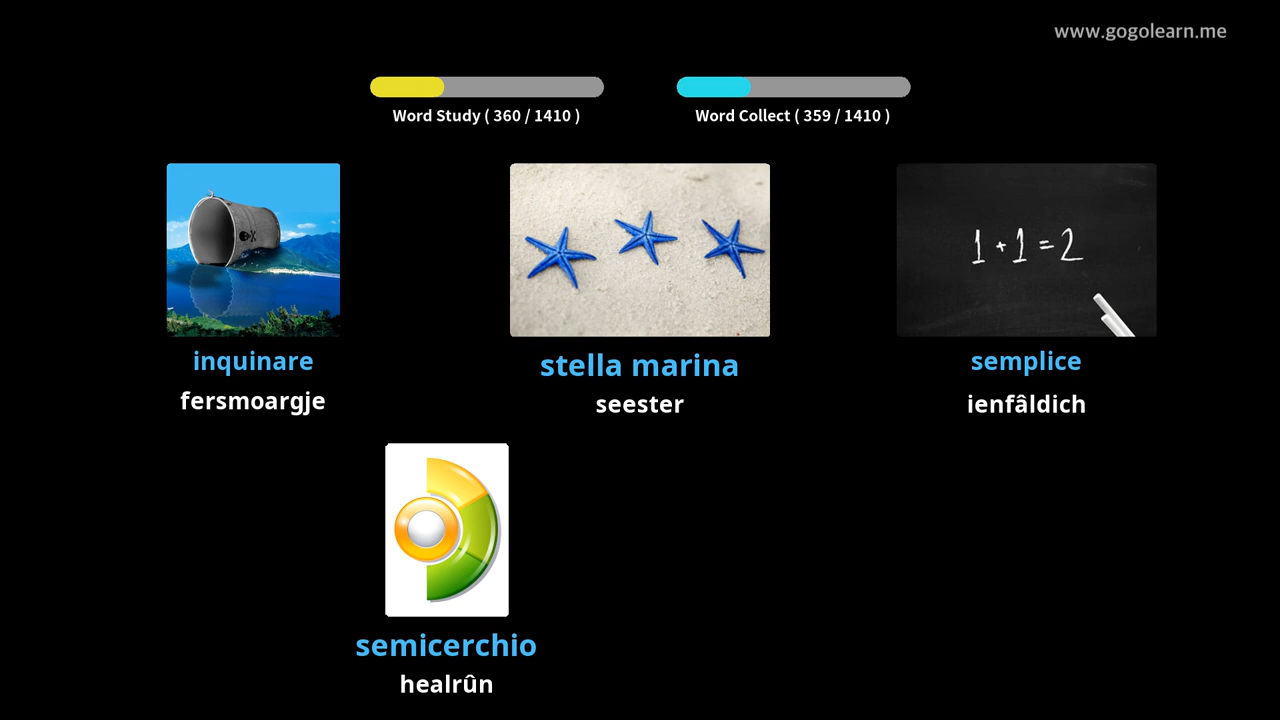 www.gogolearn.me
Word Study ( 360 / 1410 )
Word Collect ( 359 / 1410 )
1 + 1 = 2
inquinare
stella marina
semplice
fersmoargje
seester
ienfâldich
semicerchio
healrûn